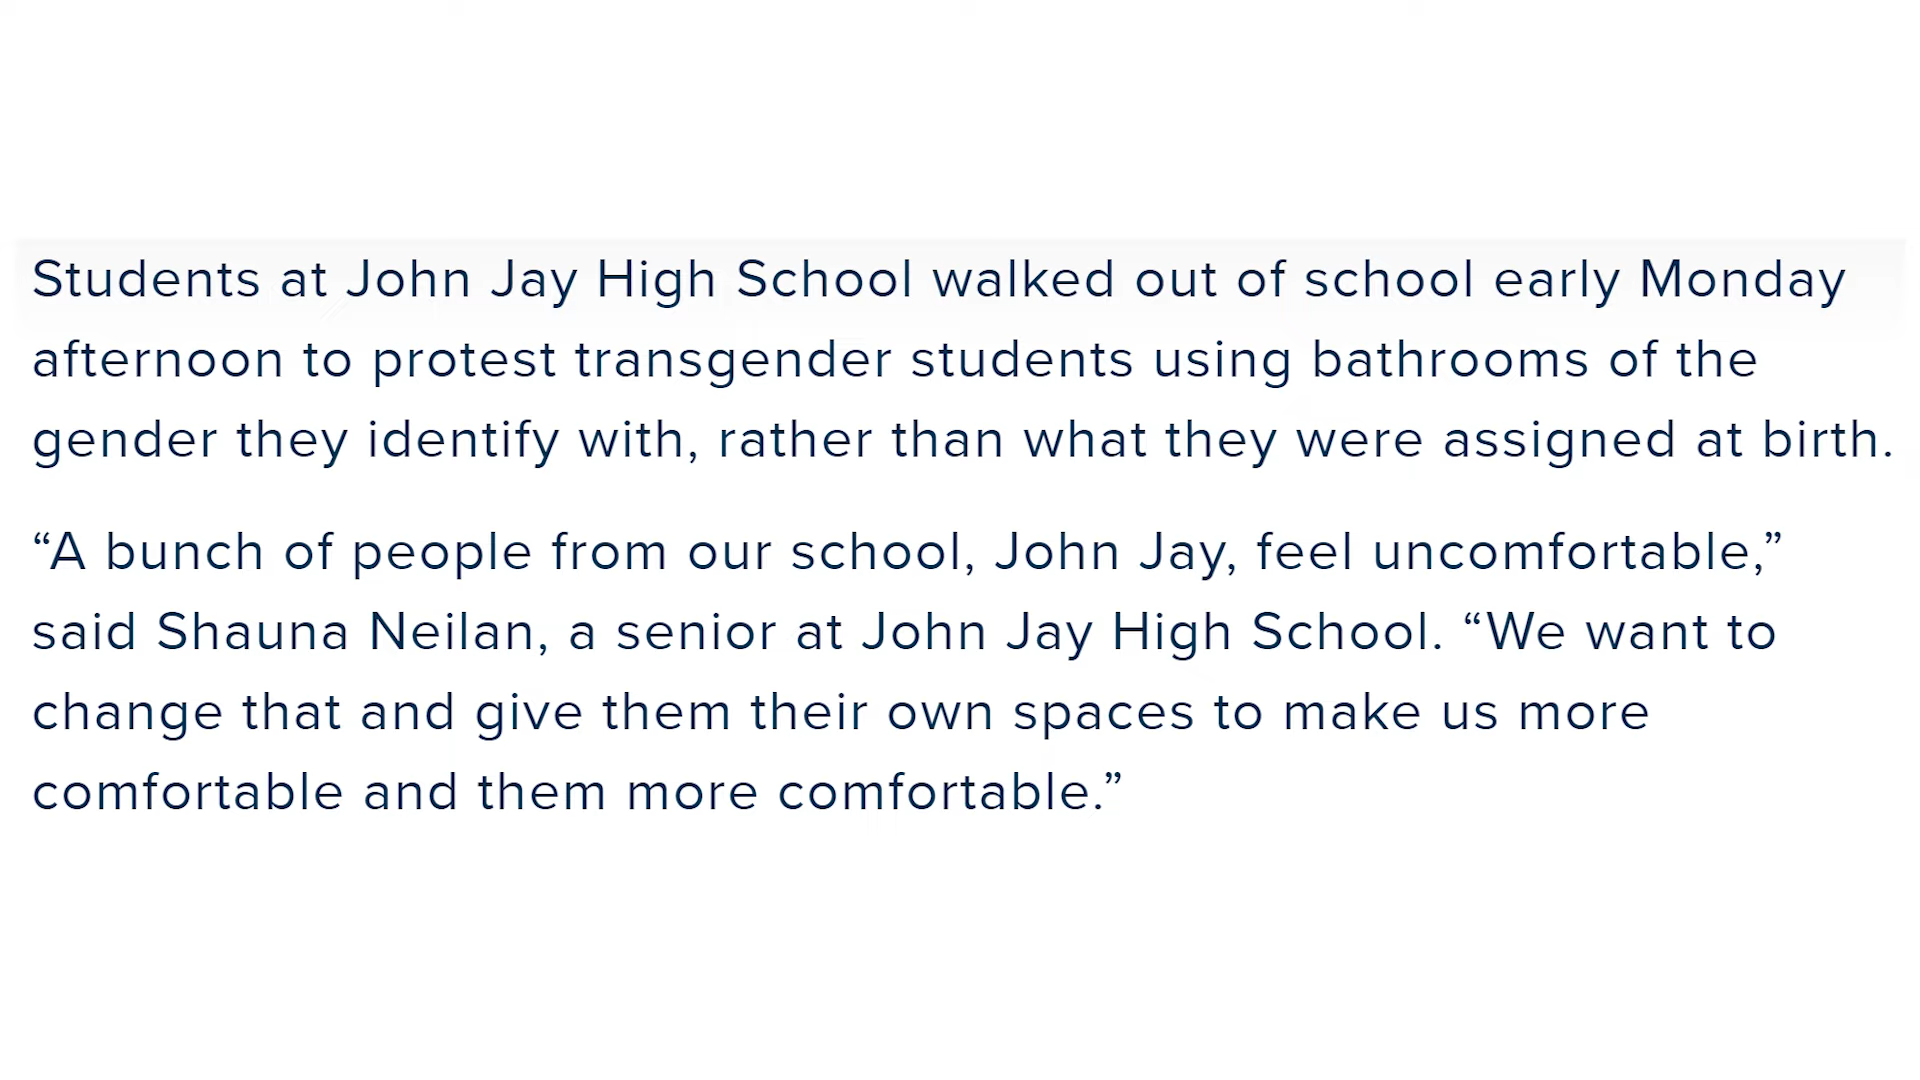 Students at John Jay High School walked out of school early Monday
afternoon to protest transgender students using bathrooms of the
gender they identify with, rather than what they were assigned at birth.
“A bunch of people from our school, John Jay, feel uncomfortable,”
said Shauna Neilan, a senior at John Jay High School. “We want to
change that and give them their own spaces to make us more
comfortable and them more comfortable.”